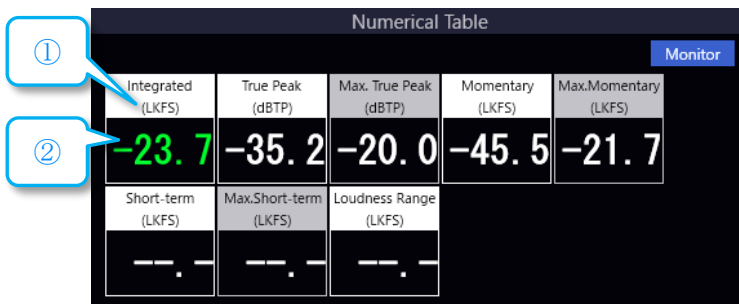 Numerical Table
①
Monitor
Integrated True Peak Max. True Peak Momentary Max.Momentary
(LKFS) (dBTP) (dBTP) (LKFS) (LKFS)
② -23.7 -35.2 -20.0 -45.5 -21.7
Short-term Max.Short-term Loudness Range
(LKFS) (LKFS) (LKFS)
--.- --.- --.-